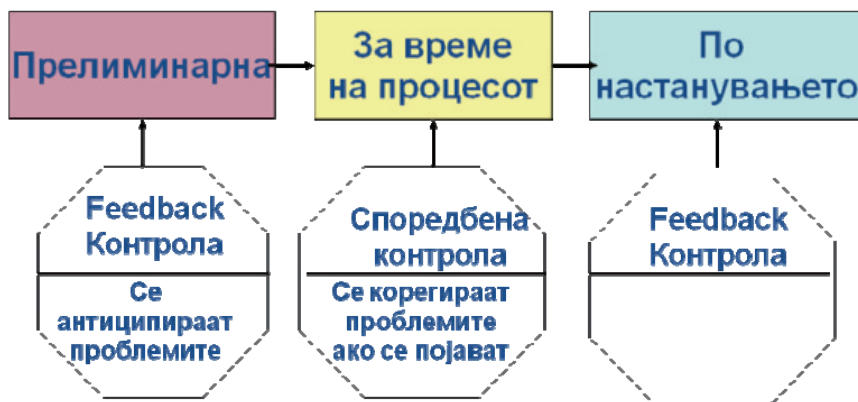 Прелиминарна
За време
на процесот
По
настанувањето
Feedback
Контрола
Се
антиципираат
проблемите
Споредбена
контрола
Се корегираат
проблемите
ако се појават
Feedback
Контрола